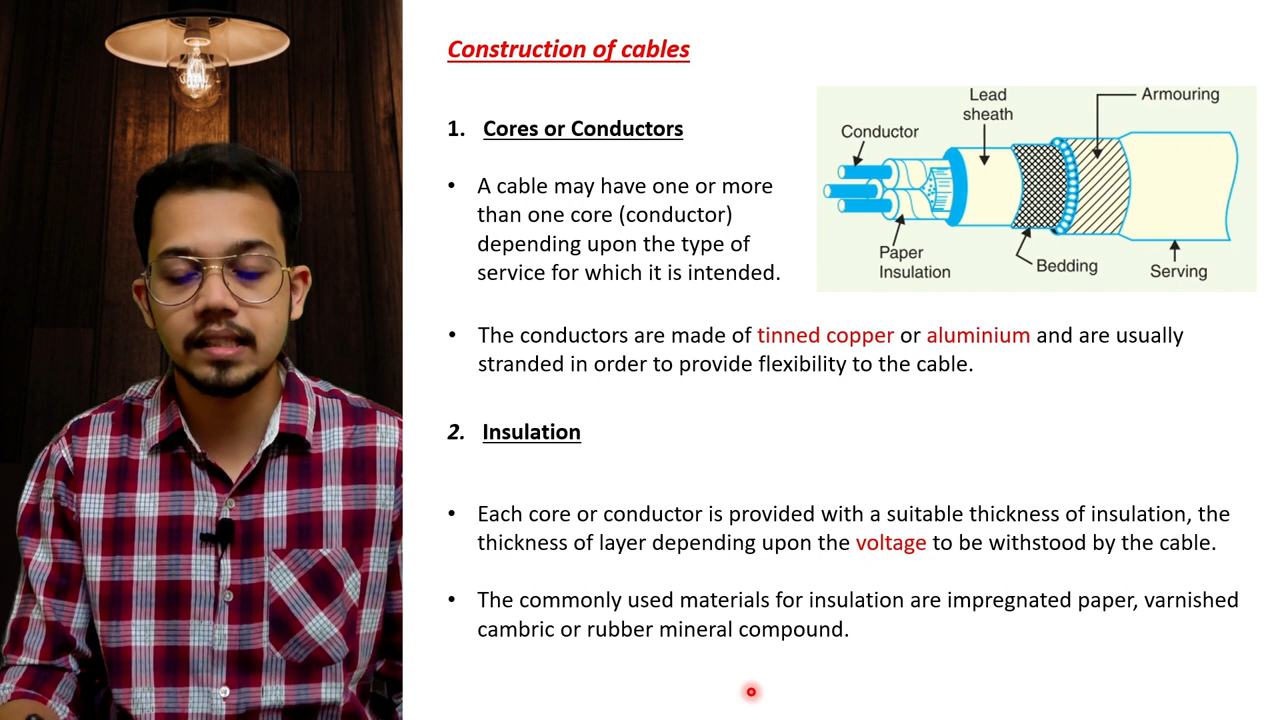 Construction of cables
1. Cores or Conductors
• A cable may have one or more
than one core (conductor)
depending upon the type of
service for which it is intended.
Lead
sheath
Armouring
Conductor
Paper
Insulation
Bedding
Serving
• The conductors are made of tinned copper or aluminium and are usually
stranded in order to provide flexibility to the cable.
2. Insulation
• Each core or conductor is provided with a suitable thickness of insulation, the
thickness of layer depending upon the voltage to be withstood by the cable.
• The commonly used materials for insulation are impregnated paper, varnished
cambric or rubber mineral compound.